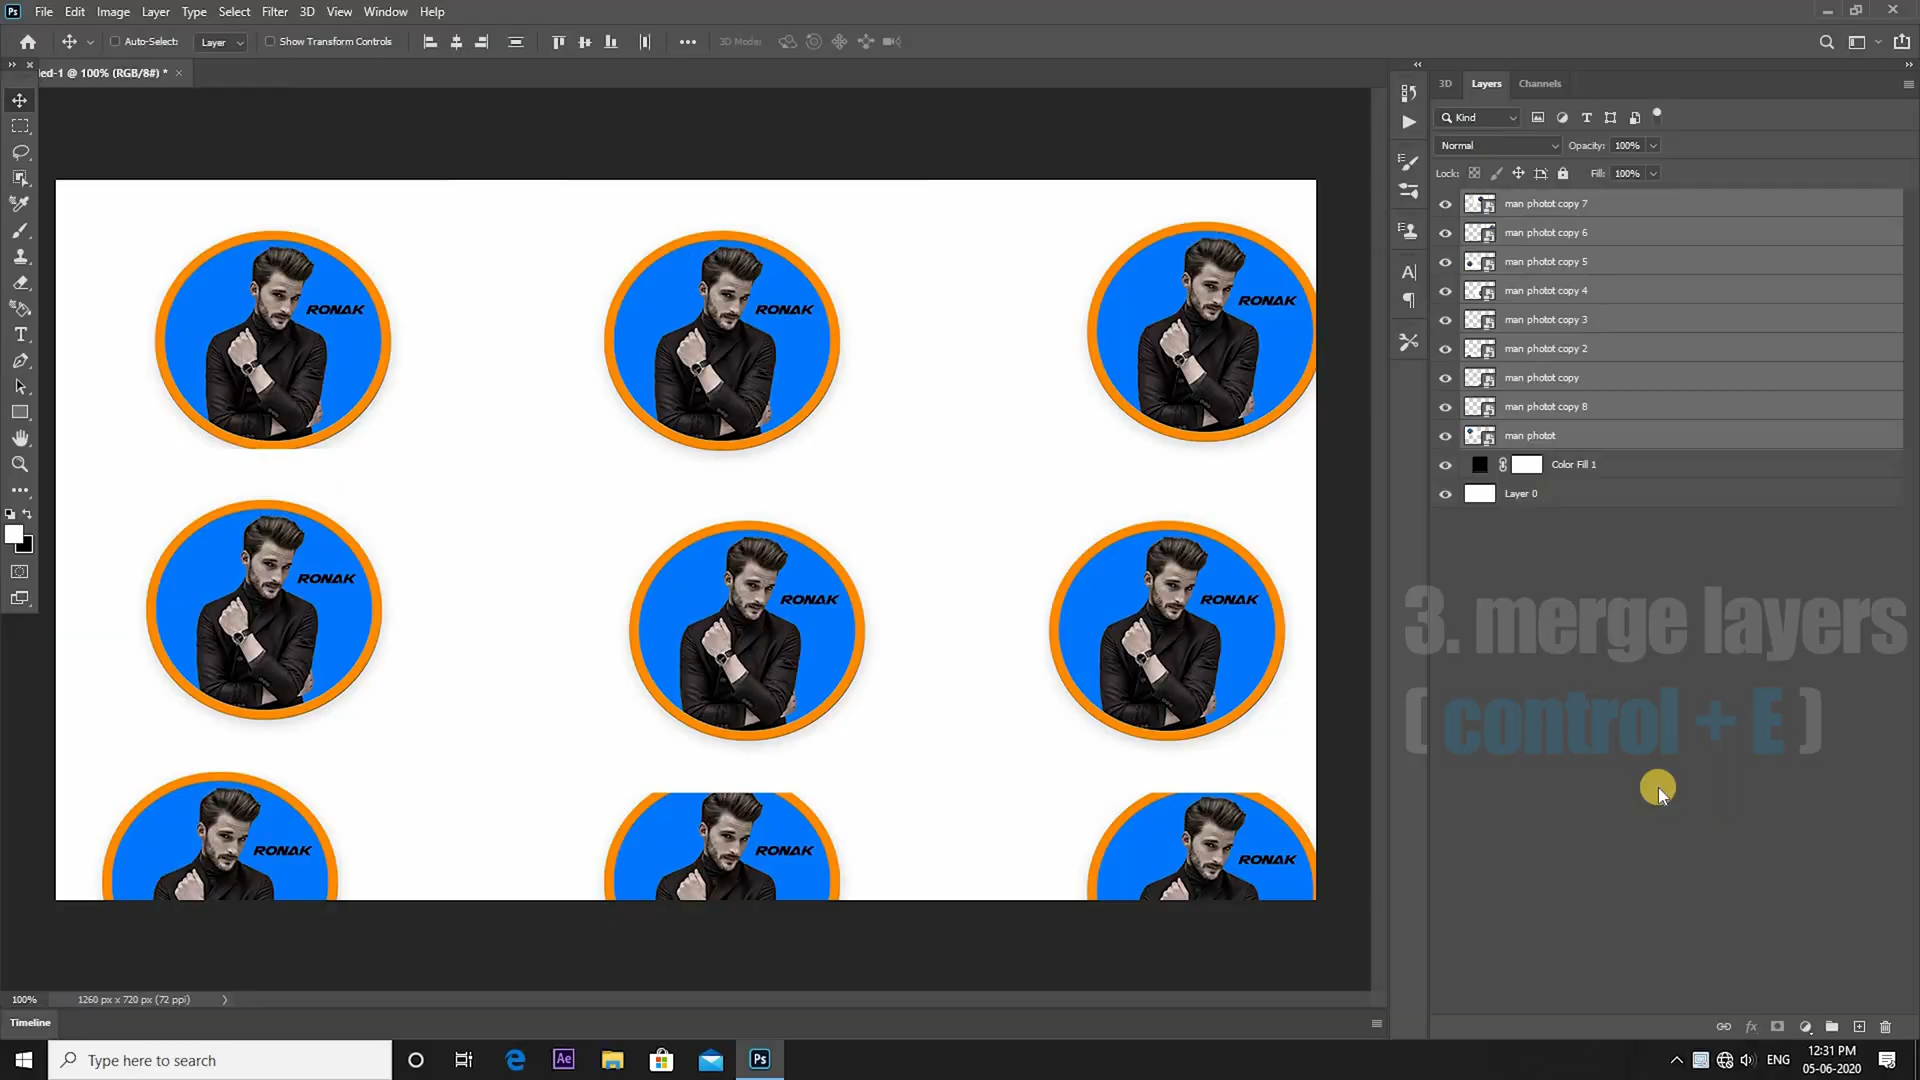 Ps File Edit Image Layer Type Select Filter 3D View Window Help
Auto-Select: Layer Show Transform Controls 3D Mode:
led-1 @ 100% (RGB/8#) *
3D Layers Channels
Kind
Normal Opacity: 100%
Lock: Fill: 100%
man photot copy 7
man photot copy 6
man photot copy 5
man photot copy 4
man photot copy 3
man photot copy 2
man photot copy
man photot copy 8
man photot
Color Fill 1
Layer 0
RONAK RONAK RONAK
RONAK RONAK RONAK
RONAK RONAK RONAK
3. merge layers
( control + E )
100% 1260 px x 720 px (72 ppi)
Timeline
Type here to search
Ae
Ps
ENG
12:31 PM
05-06-2020